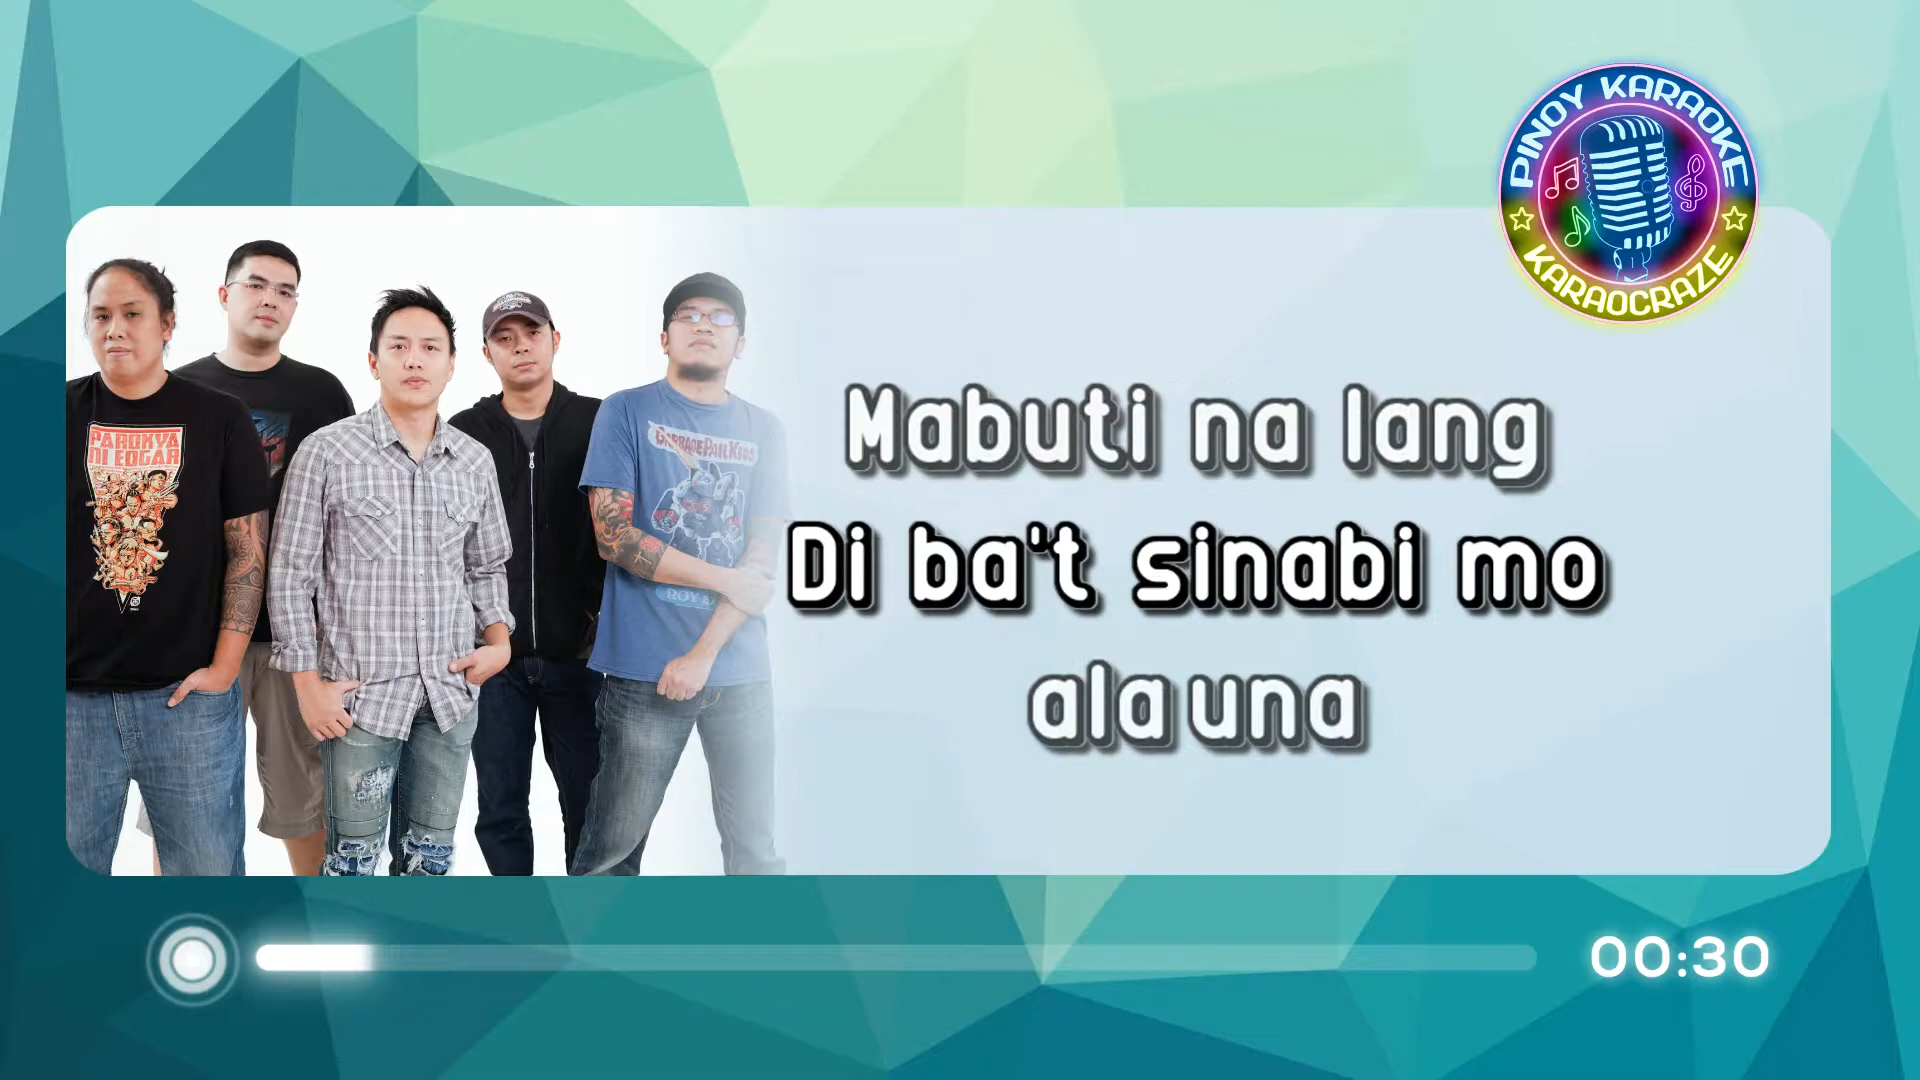 PINOY KARAOKE
KARAOCRAZE
PAROKYA
NI EDGAR
GARBAGE PAIL KIDS
Mabuti na lang
Di ba't sinabi mo
ala una
00:30